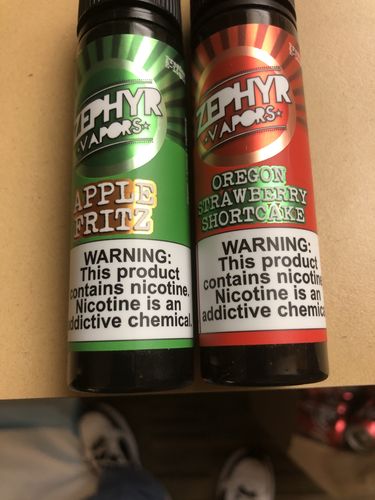 ZEPHYR
VAPORS
APPLE
FRITZ
WARNING:
This product
contains nicotine.
Nicotine is an
addictive chemical.
ZEPHYR
VAPORS
OREGON
STRAWBERRY
SHORTCAKE
WARNING:
This product
contains nicotine
Nicotine is an
addictive chemic